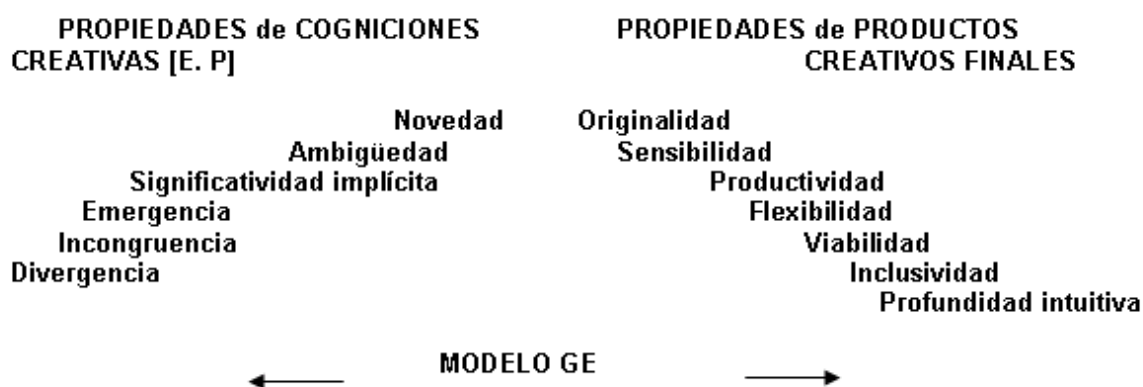 PROPIEDADES de COGNICIONES PROPIEDADES de PRODUCTOS
CREATIVAS [E. P] CREATIVOS FINALES
Novedad Originalidad
Ambigüedad Sensibilidad
Significatividad implícita Productividad
Emergencia Flexibilidad
Incongruencia Viabilidad
Divergencia Inclusividad
Profundidad intuitiva
MODELO GE